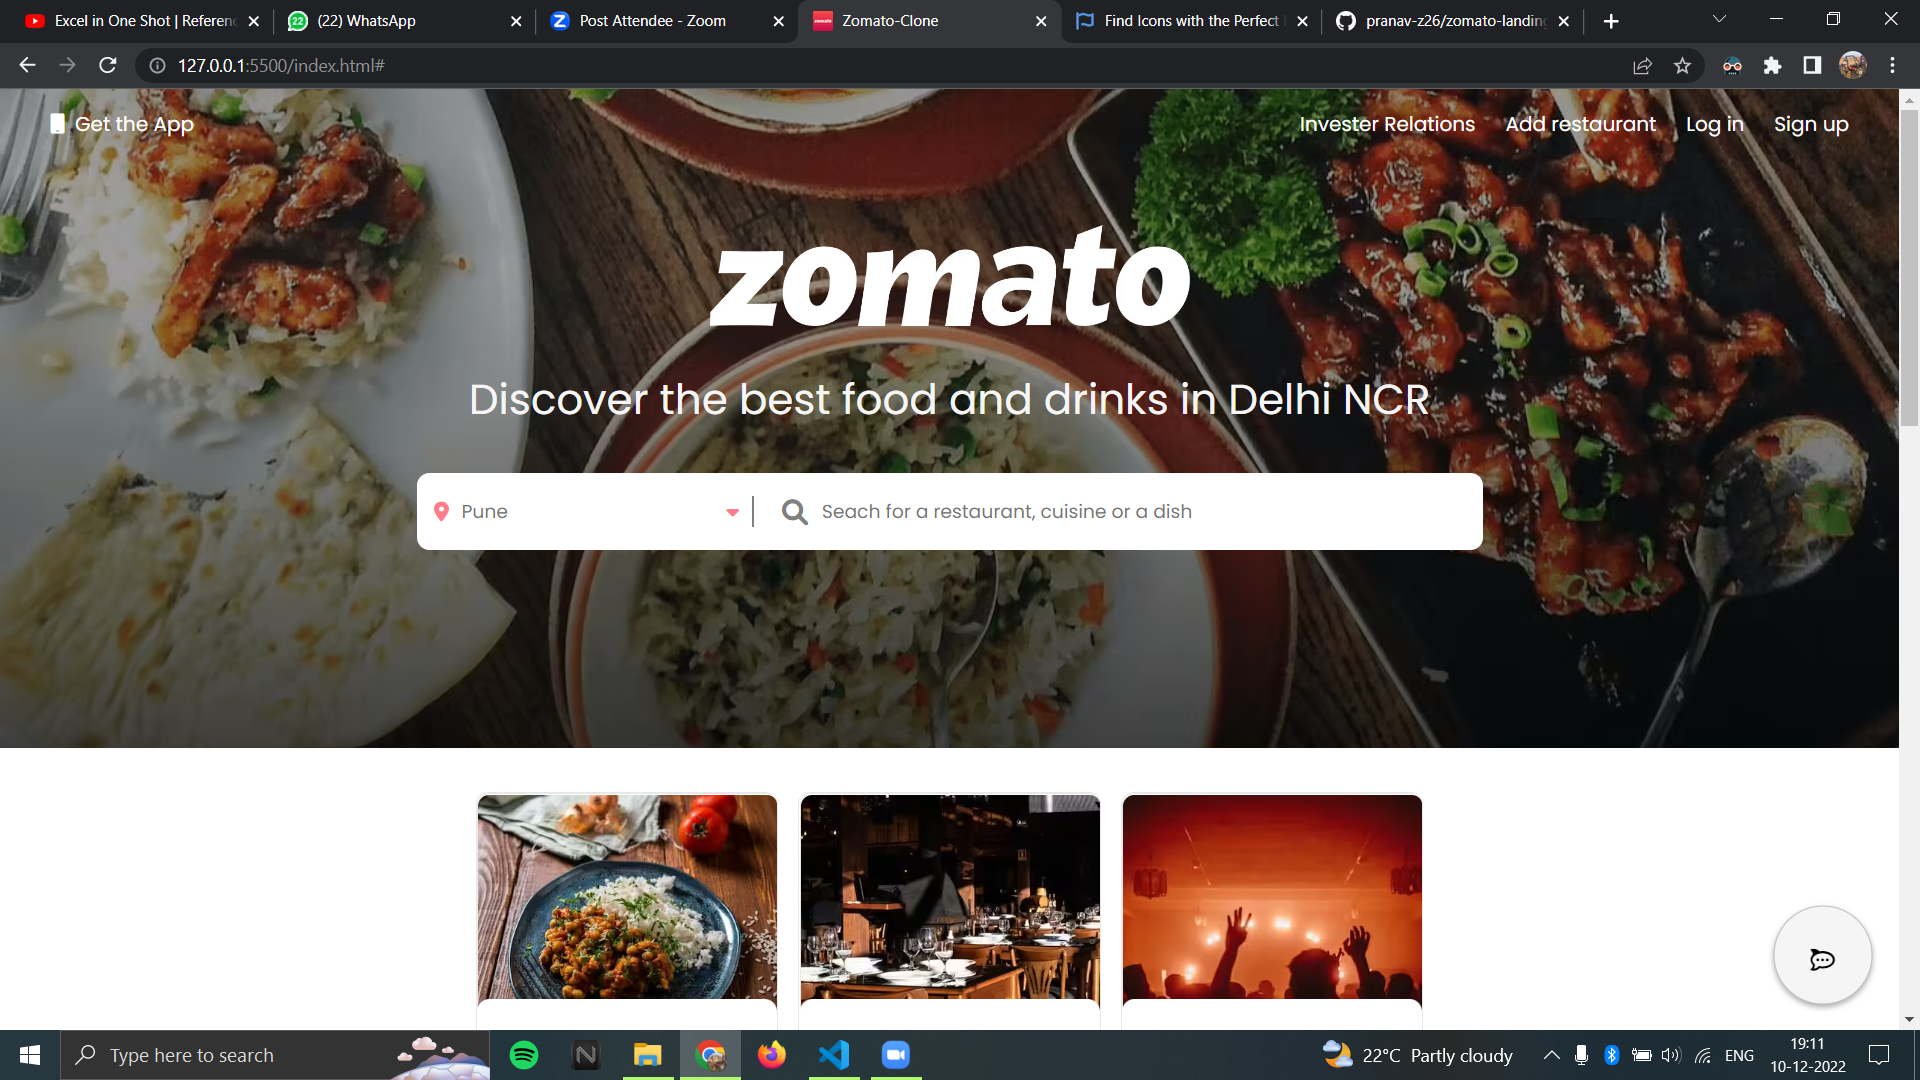 Excel in One Shot | Referenc
(22) WhatsApp
Post Attendee - Zoom
Zomato-Clone
Find Icons with the Perfect
pranav-z26/zomato-landing
127.0.0.1:5500/index.html#
Get the App
Invester Relations
Add restaurant
Log in
Sign up
zomato
Discover the best food and drinks in Delhi NCR
Pune
Seach for a restaurant, cuisine or a dish
Type here to search
22°C Partly cloudy
ENG
19:11
10-12-2022